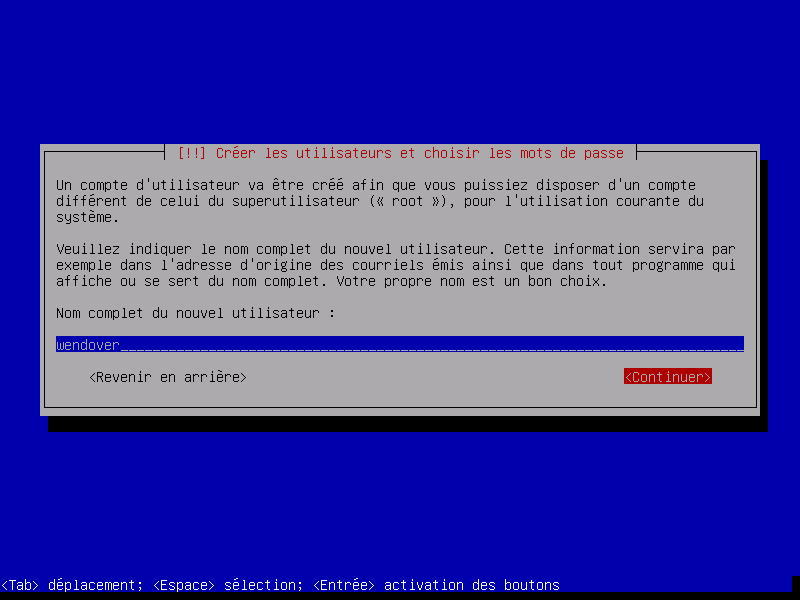 [!!] Créer les utilisateurs et choisir les mots de passe
Un compte d'utilisateur va être créé afin que vous puissiez disposer d'un compte
différent de celui du superutilisateur (« root »), pour l'utilisation courante du
système.
Veuillez indiquer le nom complet du nouvel utilisateur. Cette information servira par
exemple dans l'adresse d'origine des courriels émis ainsi que dans tout programme qui
affiche ou se sert du nom complet. Votre propre nom est un bon choix.
Nom complet du nouvel utilisateur :
wendover
<Revenir en arrière> <Continuer>
<Tab> déplacement; <Espace> sélection; <Entrée> activation des boutons